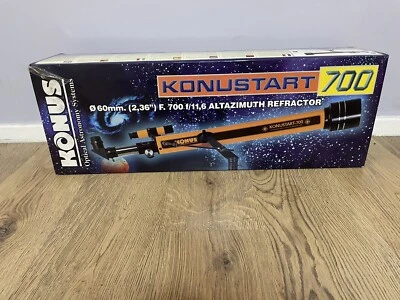 KONUSTART 700
Ø 60mm. (2,36") F. 700 f/11,6 ALTAZIMUTH REFRACTOR
KONUS
Optical Astronomy Systems
KONUS
KONUSTART-700